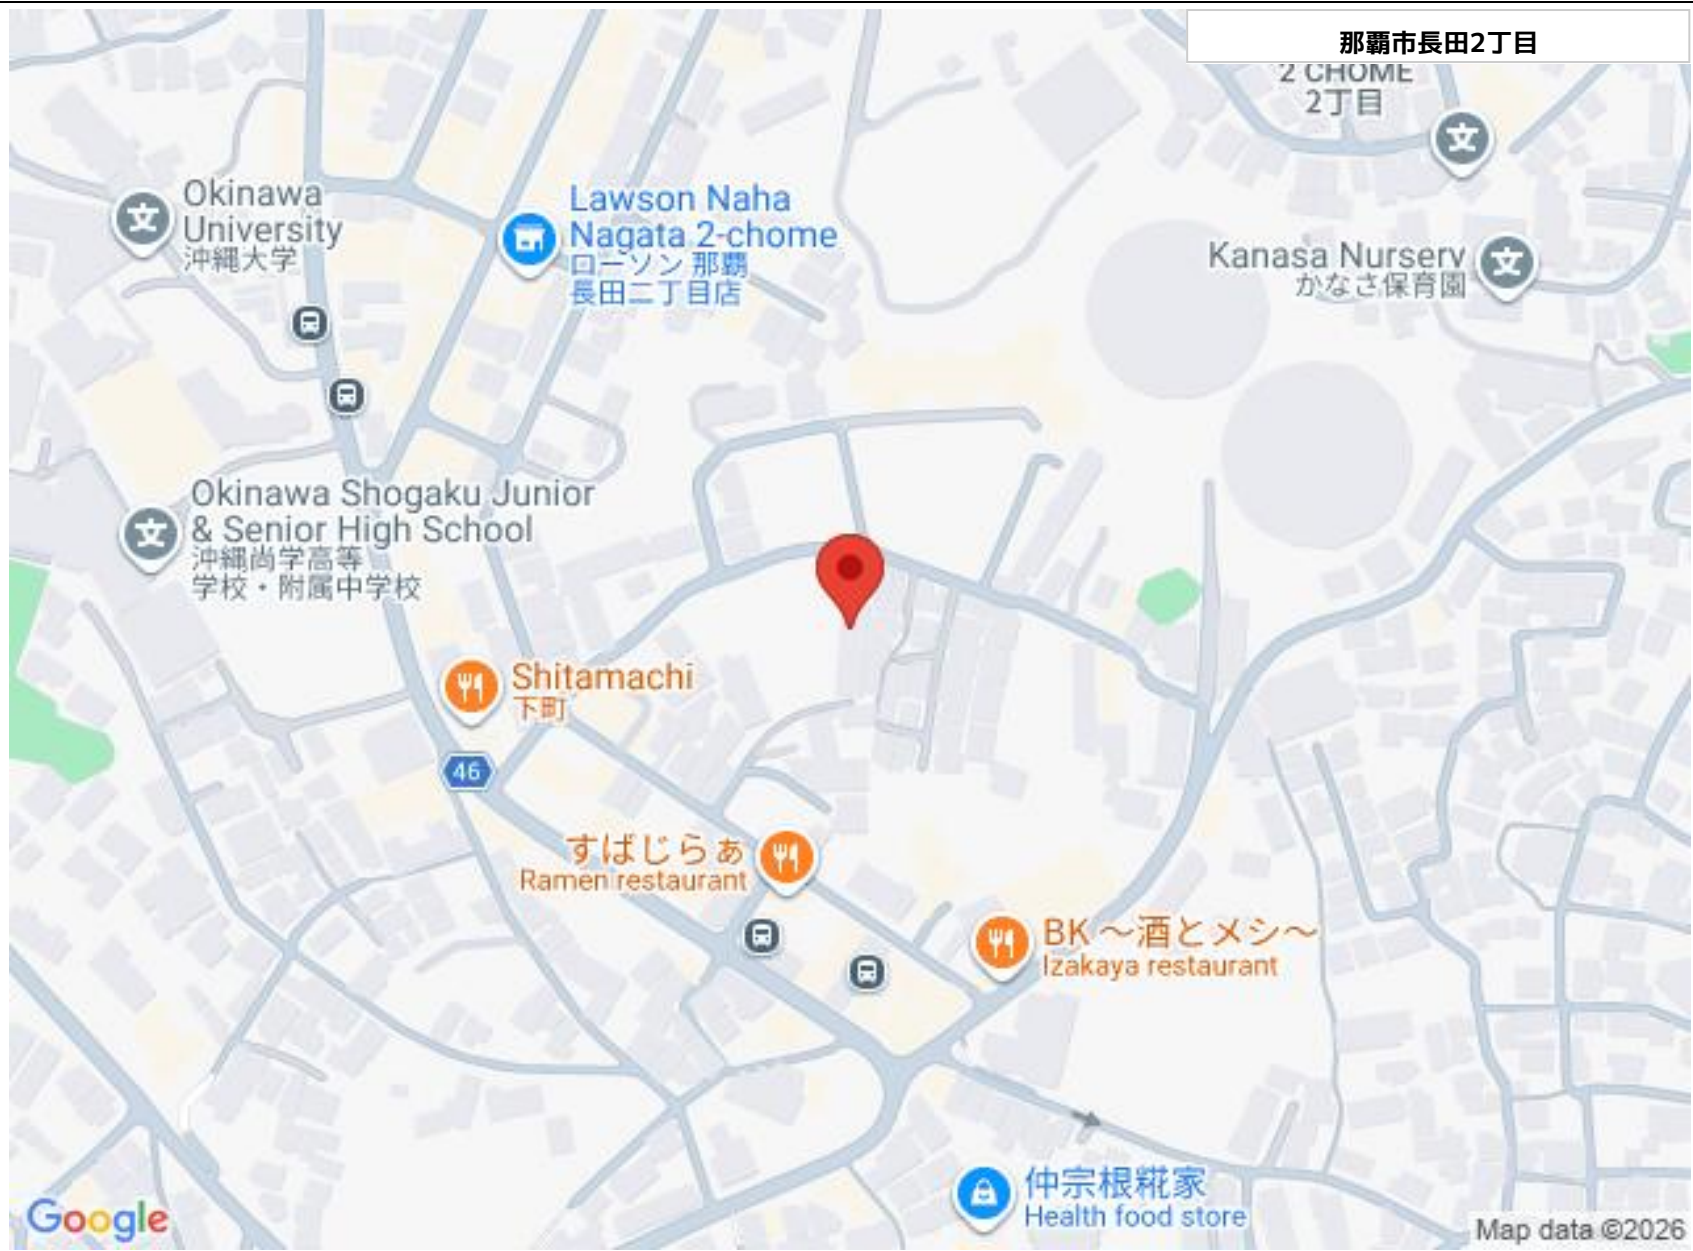 那覇市長田2丁目
2 CHOME
2丁目
文
Okinawa
University
沖縄大学
文
Lawson Naha
Nagata 2-chome
ローソン 那覇
長田二丁目店
Kanasa Nursery
かなさ保育園
文
Okinawa Shogaku Junior
& Senior High School
沖縄尚学高等
学校・附属中学校
文
Shitamachi
下町
46
すばじらぁ
Ramen restaurant
BK ～酒とメシ～
Izakaya restaurant
仲宗根糀家
Health food store
Google
Map data ©2026